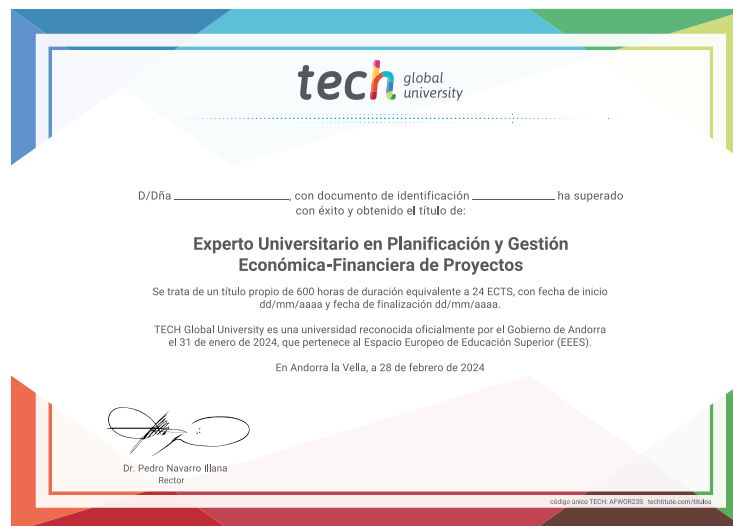 tech global university
D/Dña ____________, con documento de identificación ____________ ha superado
con éxito y obtenido el título de:
Experto Universitario en Planificación y Gestión
Económica-Financiera de Proyectos
Se trata de un título propio de 600 horas de duración equivalente a 24 ECTS, con fecha de inicio
dd/mm/aaaa y fecha de finalización dd/mm/aaaa.
TECH Global University es una universidad reconocida oficialmente por el Gobierno de Andorra
el 31 de enero de 2024, que pertenece al Espacio Europeo de Educación Superior (EEES).
En Andorra la Vella, a 28 de febrero de 2024
Dr. Pedro Navarro Illana
Rector
código único TECH: AFWOR23S techtitute.com/titulos